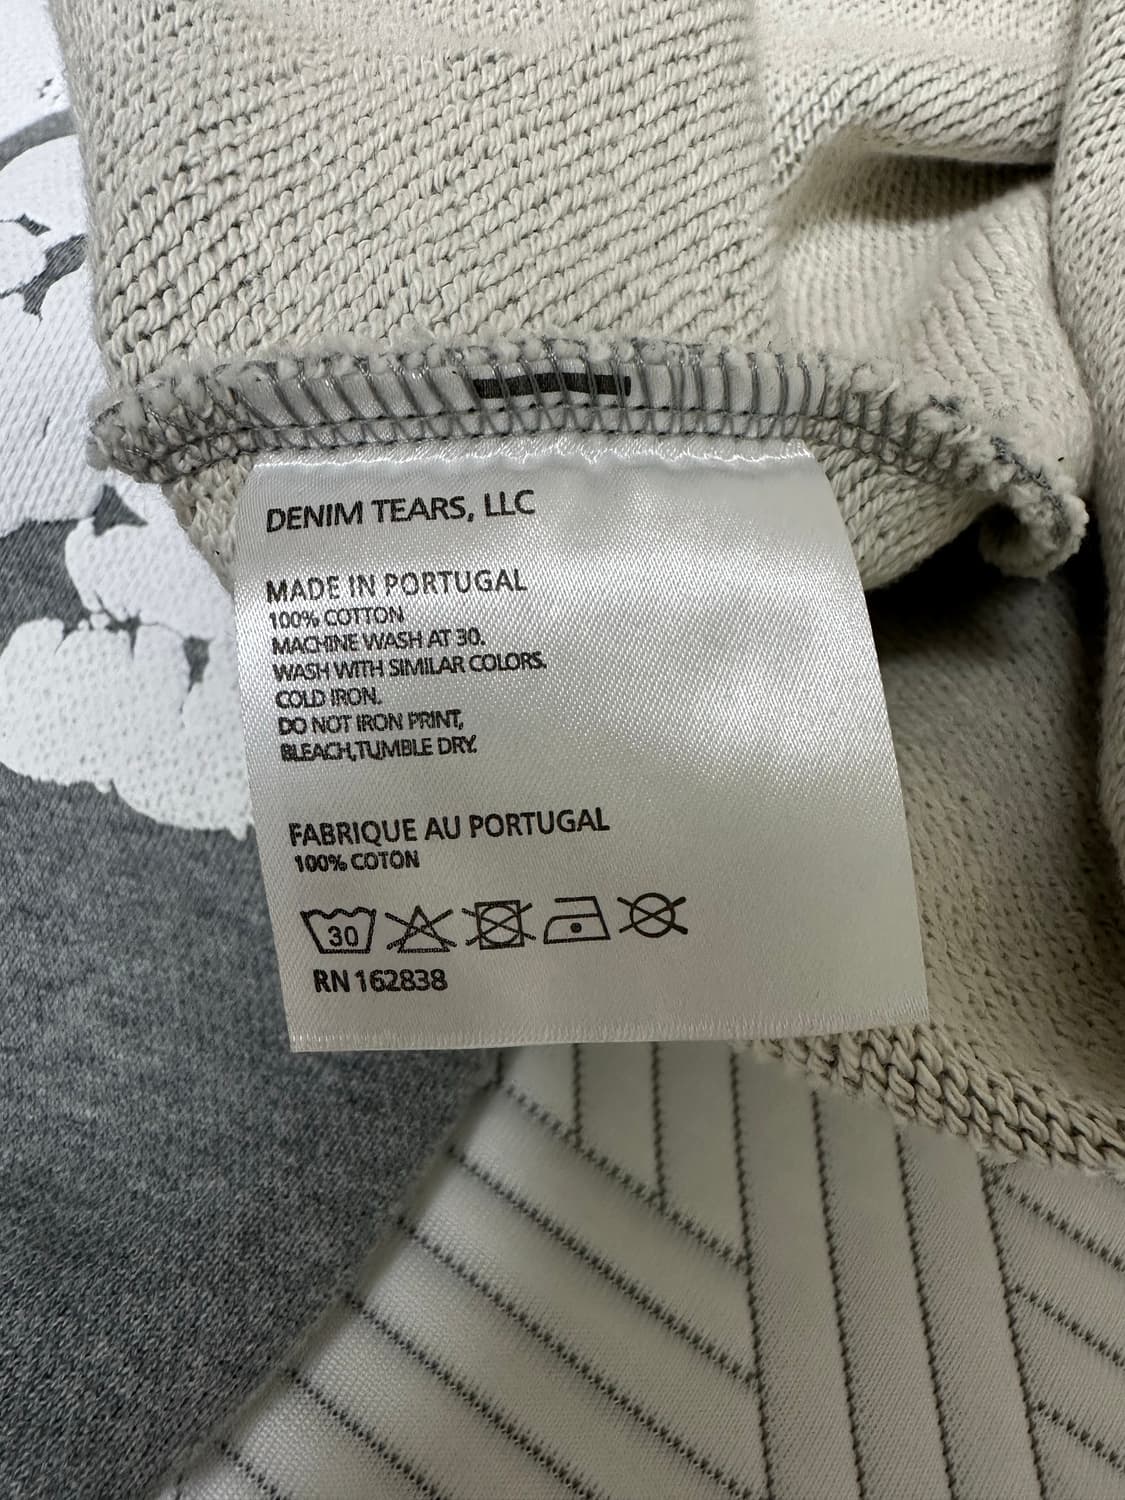 DENIM TEARS, LLC
MADE IN PORTUGAL
100% COTTON
MACHINE WASH AT 30.
WASH WITH SIMILAR COLORS.
COLD IRON.
DO NOT IRON PRINT,
BLEACH,TUMBLE DRY.
FABRIQUE AU PORTUGAL
100% COTON
30
RN 162838